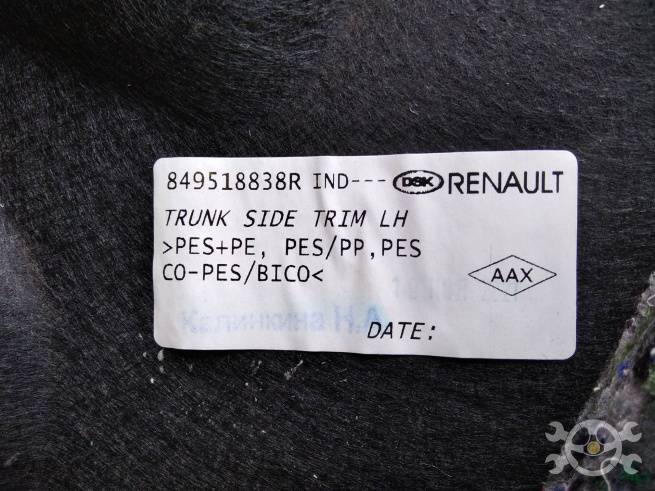 849518838R IND--- DSK RENAULT
TRUNK SIDE TRIM LH
>PES+PE, PES/PP,PES
CO-PES/BICO<
AAX
Калинкина Н.А
DATE: